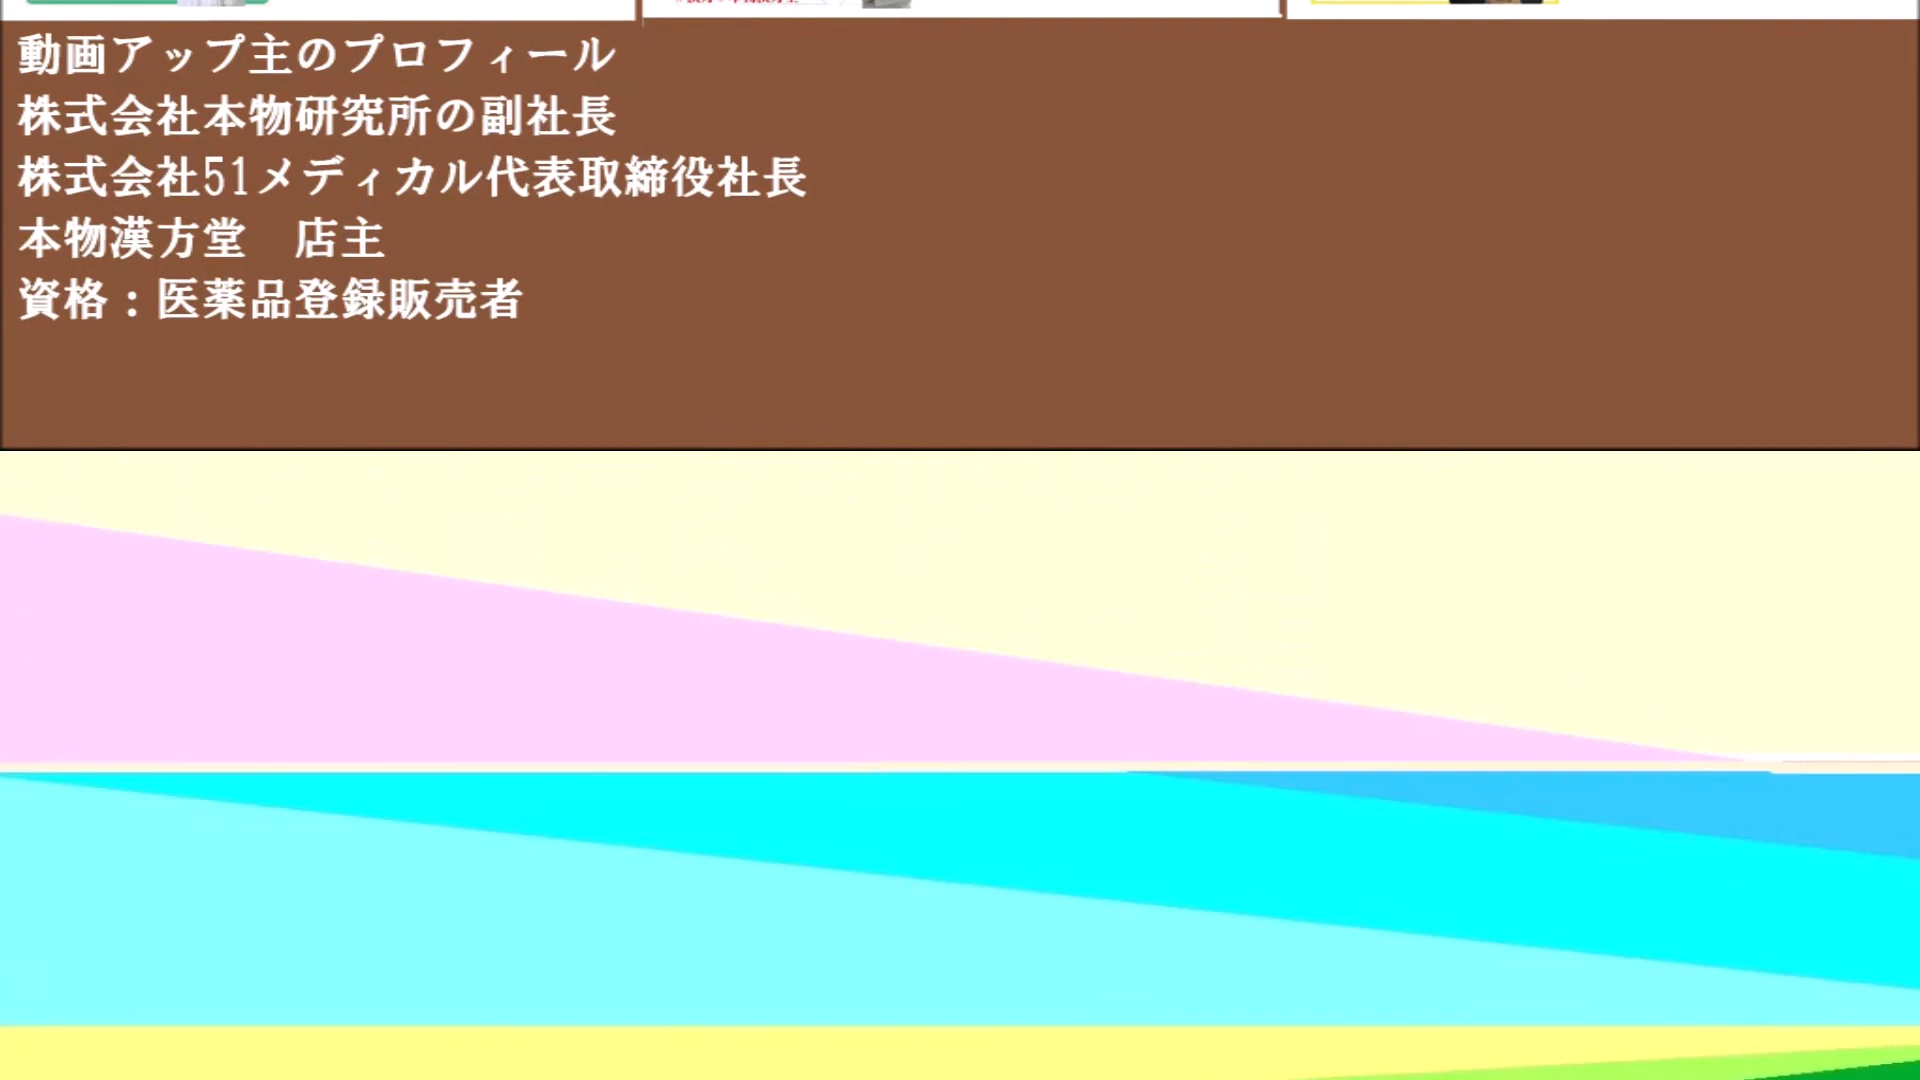 動画アップ主のプロフィール
株式会社本物研究所の副社長
株式会社51メディカル代表取締役社長
本物漢方堂　店主
資格：医薬品登録販売者